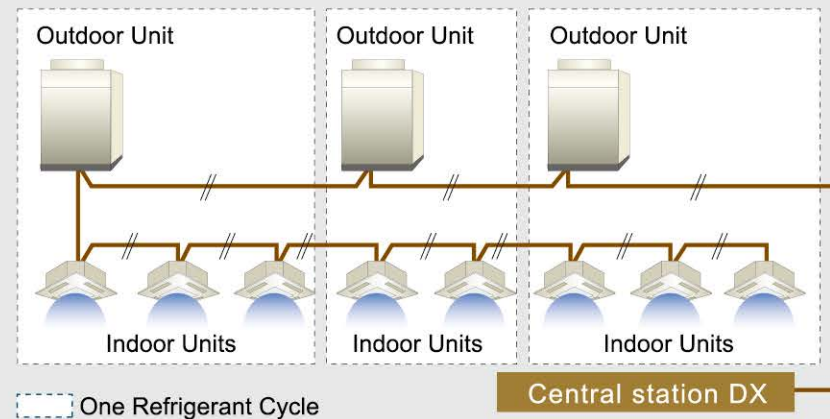 Outdoor Unit
Outdoor Unit
Outdoor Unit
Indoor Units
Indoor Units
Indoor Units
Central station DX
One Refrigerant Cycle